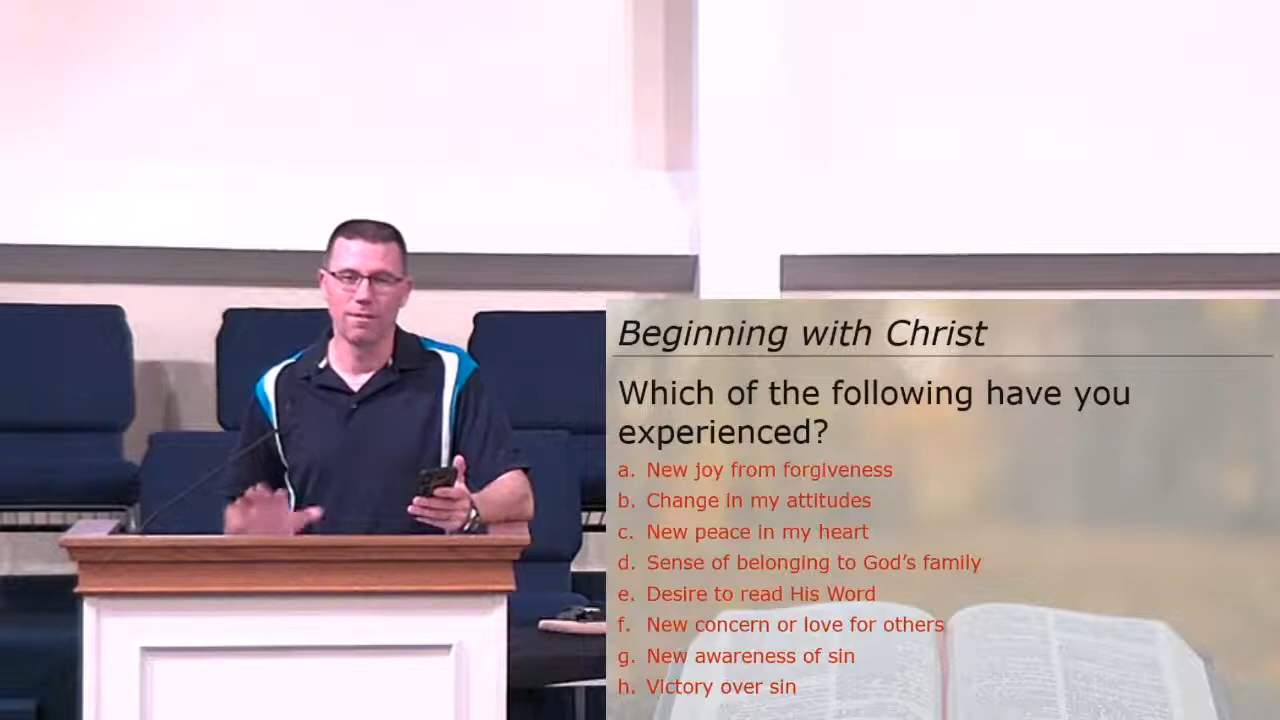 Beginning with Christ
Which of the following have you
experienced?
a. New joy from forgiveness
b. Change in my attitudes
c. New peace in my heart
d. Sense of belonging to God's family
e. Desire to read His Word
f. New concern or love for others
g. New awareness of sin
h. Victory over sin